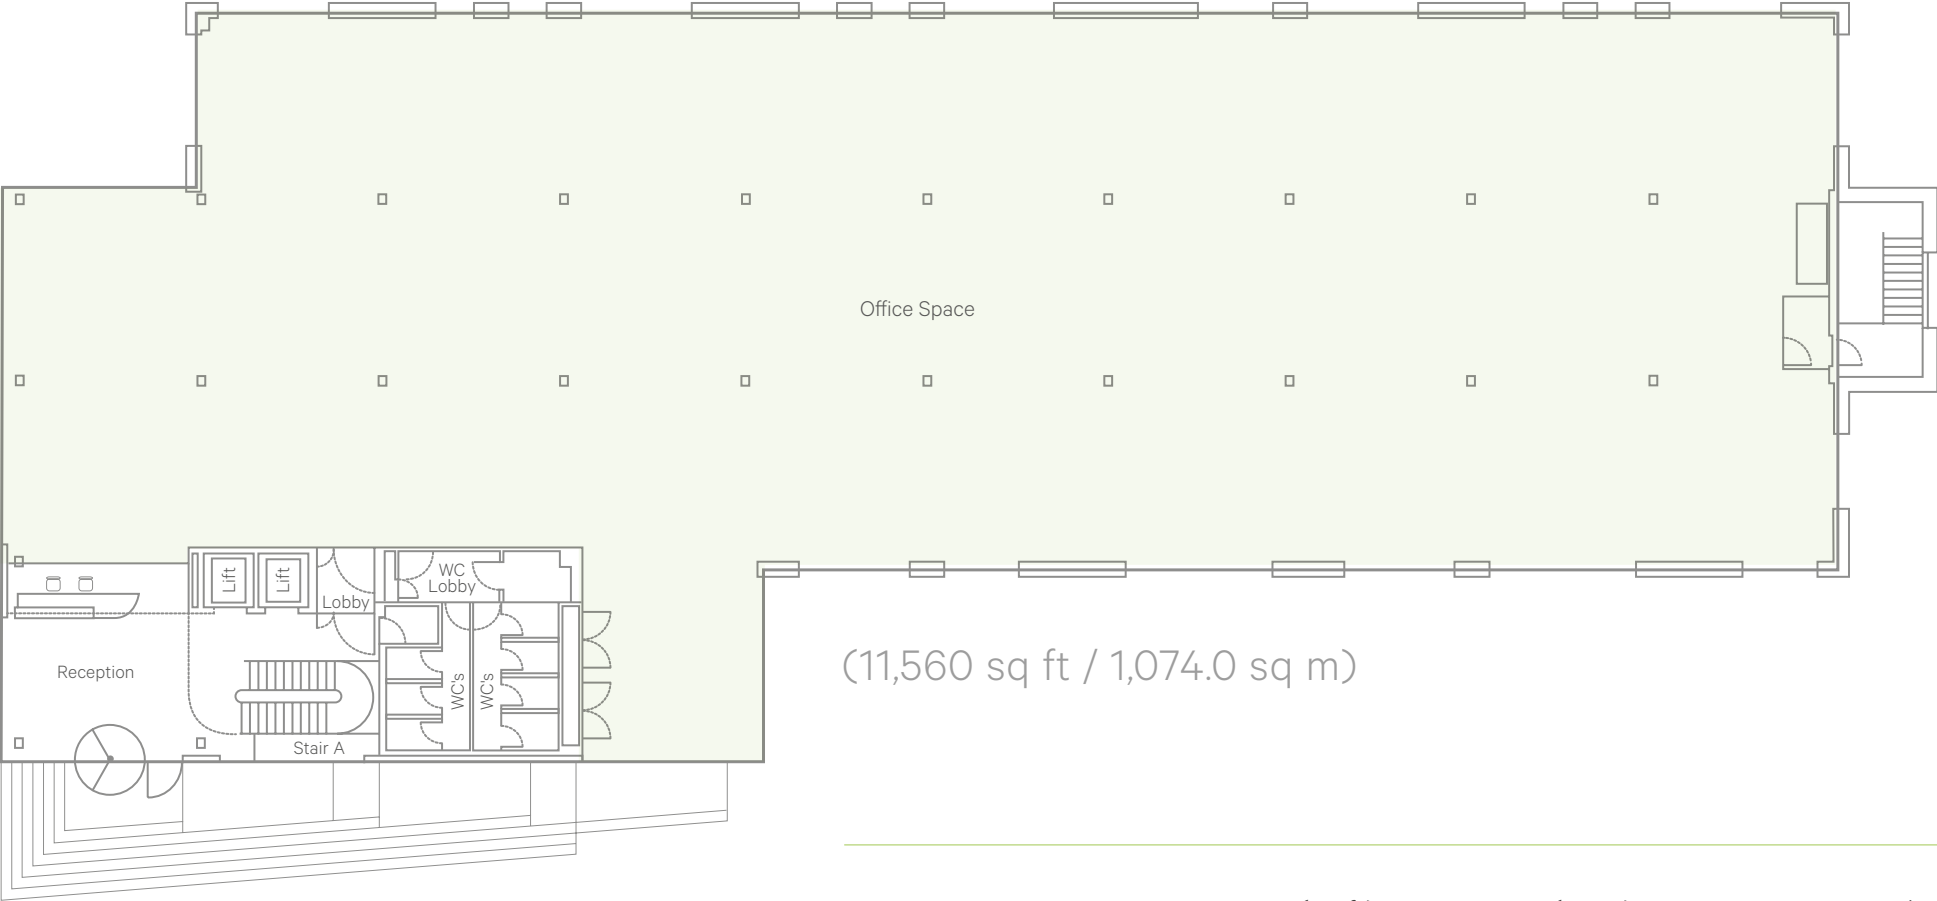 Office Space
Lift
Lift
Lobby
WC
Lobby
WC's
WC's
Reception
Stair A
(11,560 sq ft / 1,074.0 sq m)